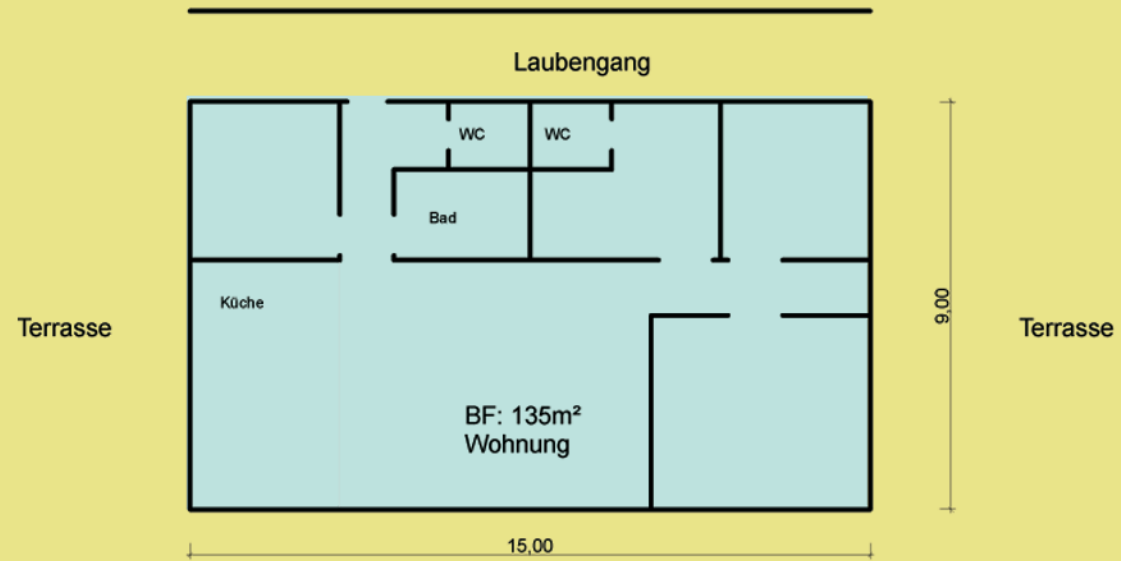 Laubengang
WC
WC
Bad
Küche
Terrasse
9,00
Terrasse
BF: 135m²
Wohnung
15,00